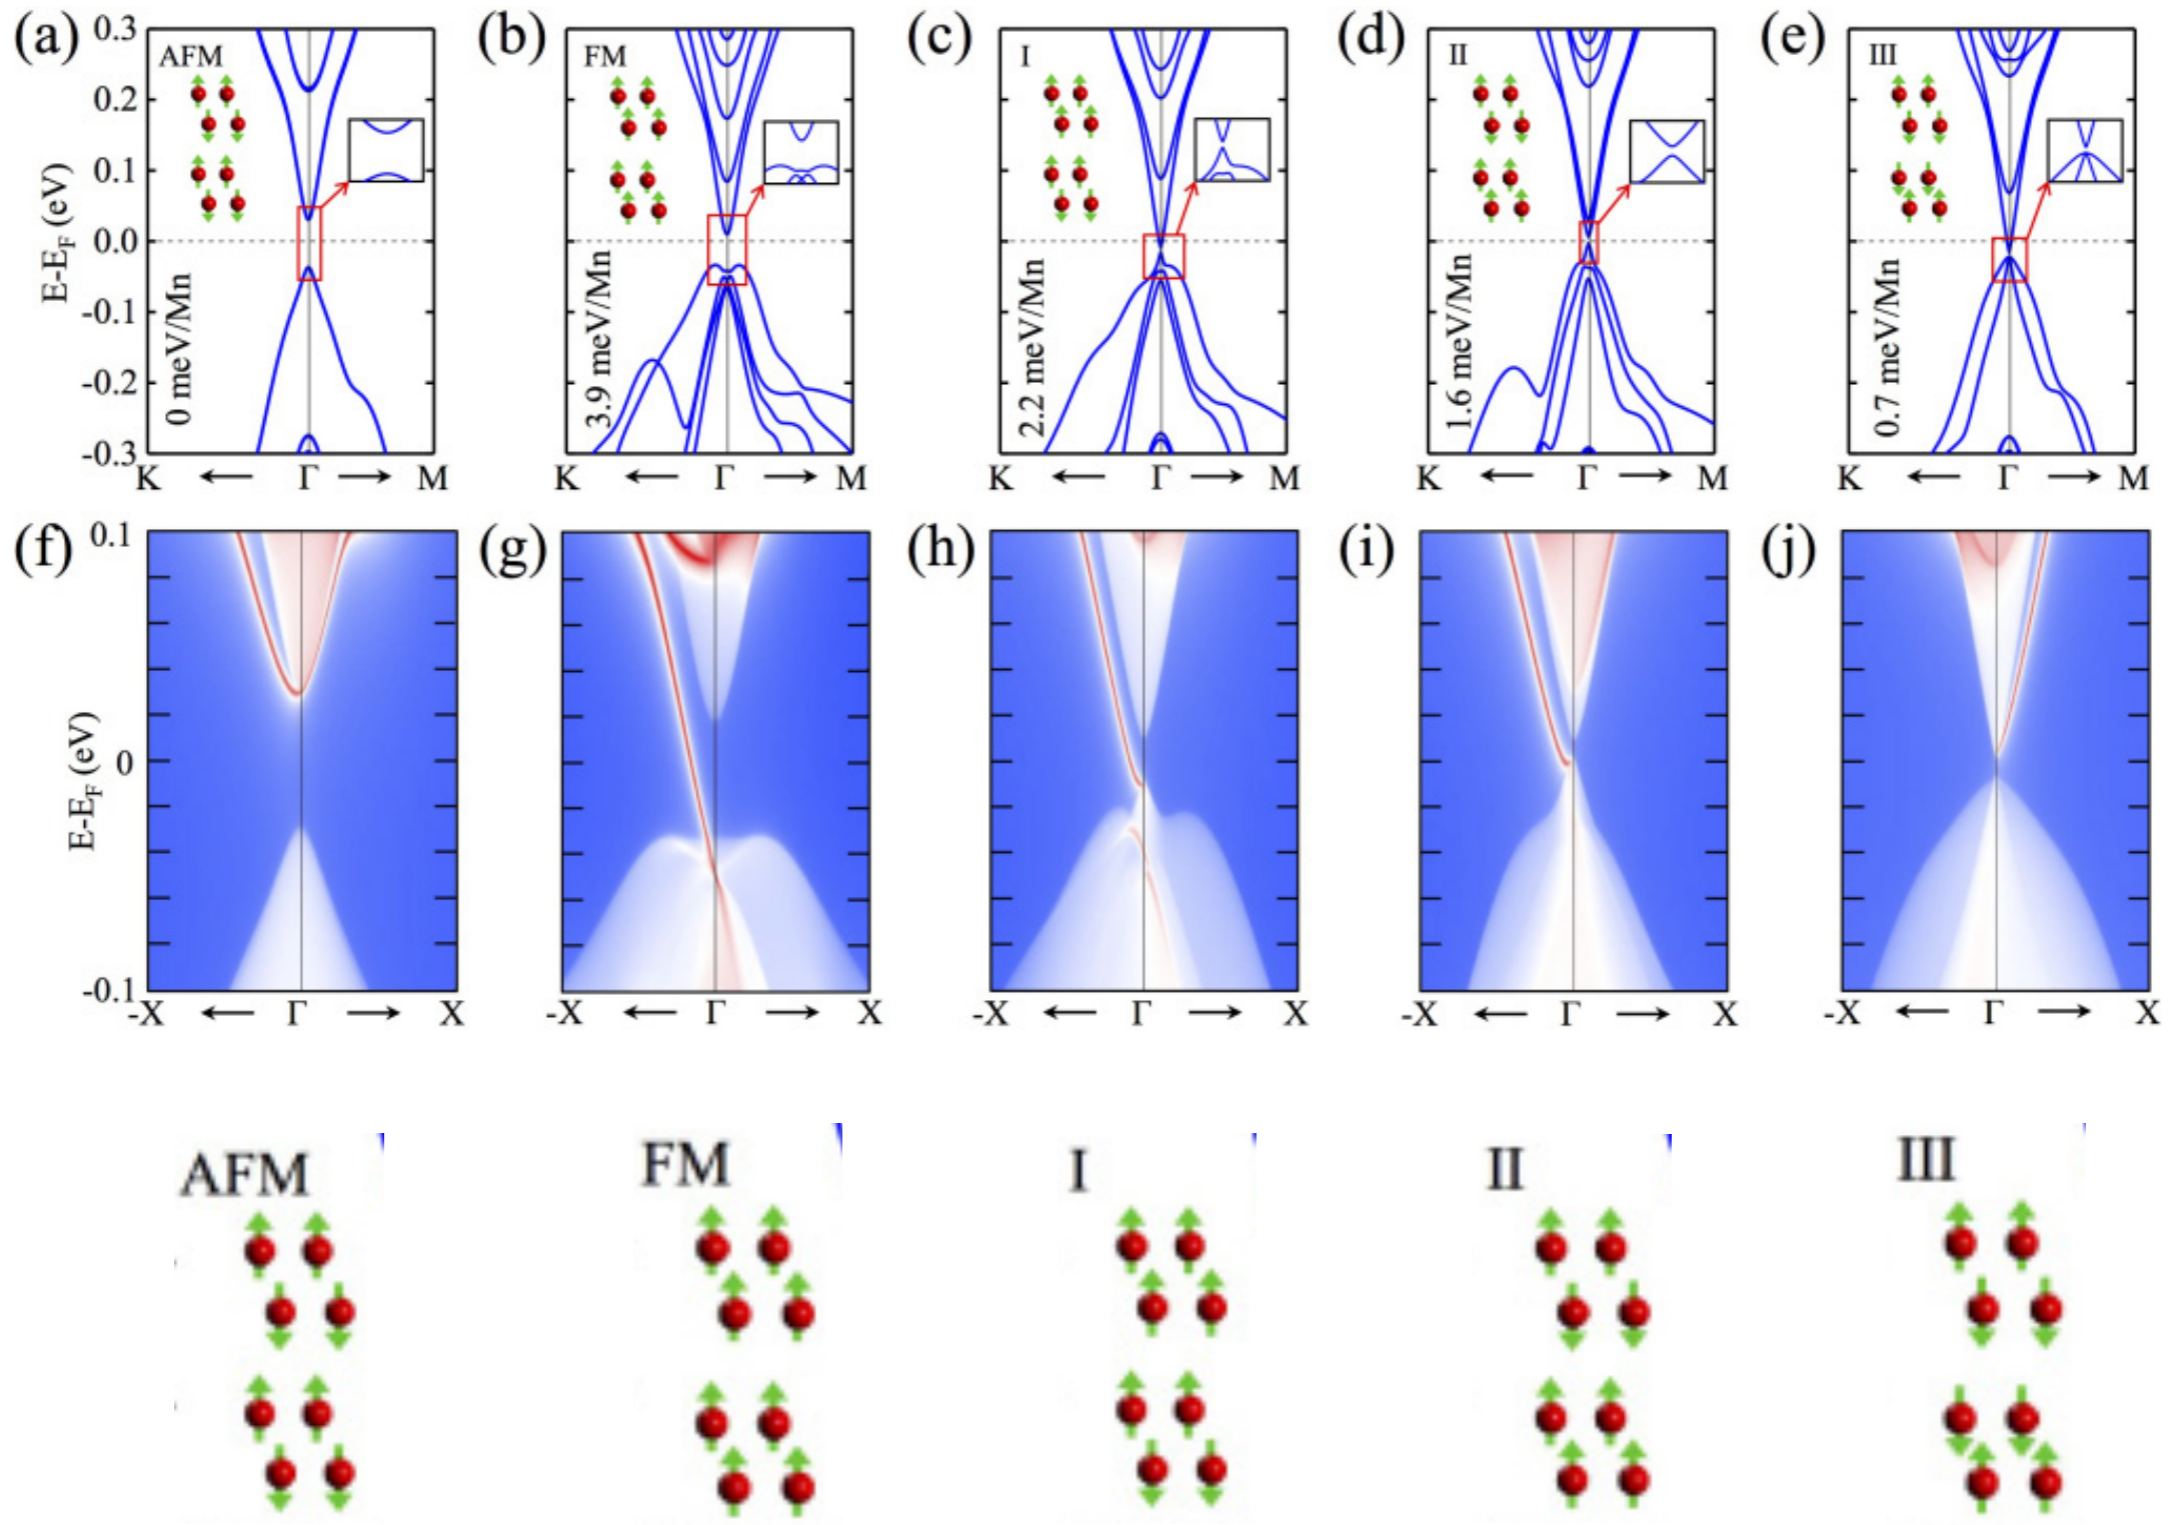 (a)
0.3
0.2
0.1
0.0
-0.1
-0.2
-0.3
E-E_F (eV)
AFM
0 meV/Mn
K ← Γ → M
(b)
FM
3.9 meV/Mn
K ← Γ → M
(c)
I
2.2 meV/Mn
K ← Γ → M
(d)
II
1.6 meV/Mn
K ← Γ → M
(e)
III
0.7 meV/Mn
K ← Γ → M
(f)
0.1
0
-0.1
E-E_F (eV)
-X ← Γ → X
(g)
-X ← Γ → X
(h)
-X ← Γ → X
(i)
-X ← Γ → X
(j)
-X ← Γ → X
AFM
FM
I
II
III